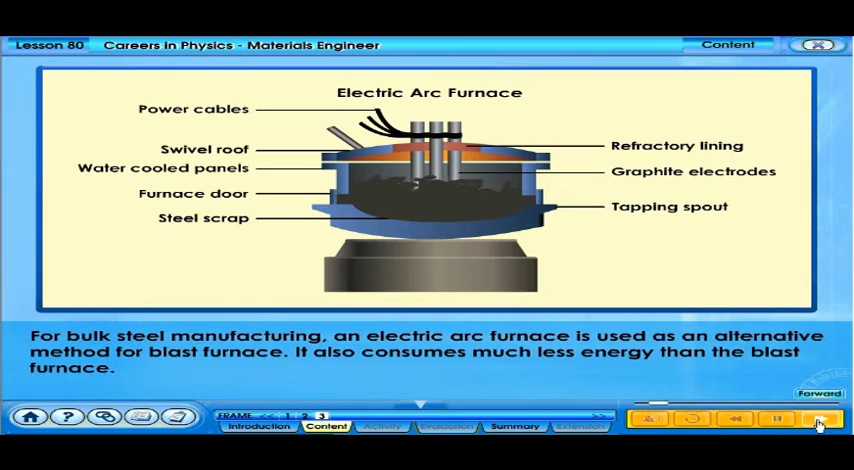 Lesson 80 Careers in Physics - Materials Engineer Content
Electric Arc Furnace
Power cables
Swivel roof
Water cooled panels
Furnace door
Steel scrap
Refractory lining
Graphite electrodes
Tapping spout
For bulk steel manufacturing, an electric arc furnace is used as an alternative
method for blast furnace. It also consumes much less energy than the blast
furnace.
Forward
FRAME << 1 2 3 >>
Introduction Content Activity Evaluation Summary Extension